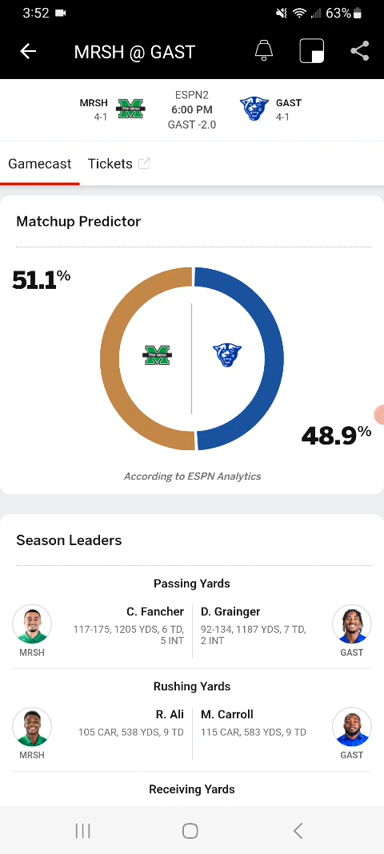 3:52
63%
MRSH @ GAST
MRSH
4-1
ESPN2
6:00 PM
GAST -2.0
GAST
4-1
Gamecast
Tickets
Matchup Predictor
51.1%
48.9%
According to ESPN Analytics
Season Leaders
Passing Yards
C. Fancher
117-175, 1205 YDS, 6 TD,
5 INT
MRSH
D. Grainger
92-134, 1187 YDS, 7 TD,
2 INT
GAST
Rushing Yards
R. Ali
105 CAR, 538 YDS, 9 TD
MRSH
M. Carroll
115 CAR, 583 YDS, 9 TD
GAST
Receiving Yards